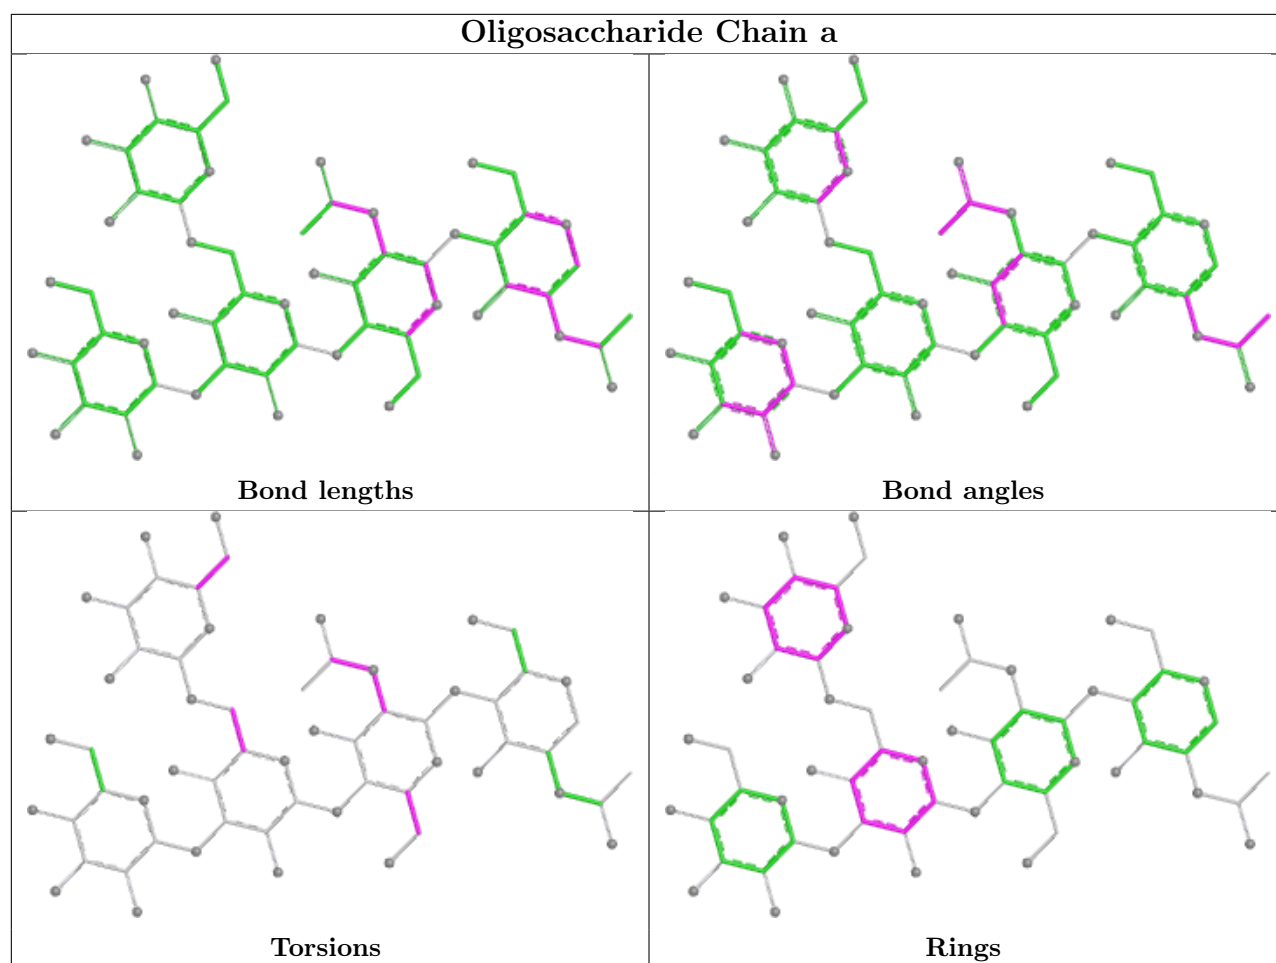 Oligosaccharide Chain a
Bond lengths
Bond angles
Torsions
Rings